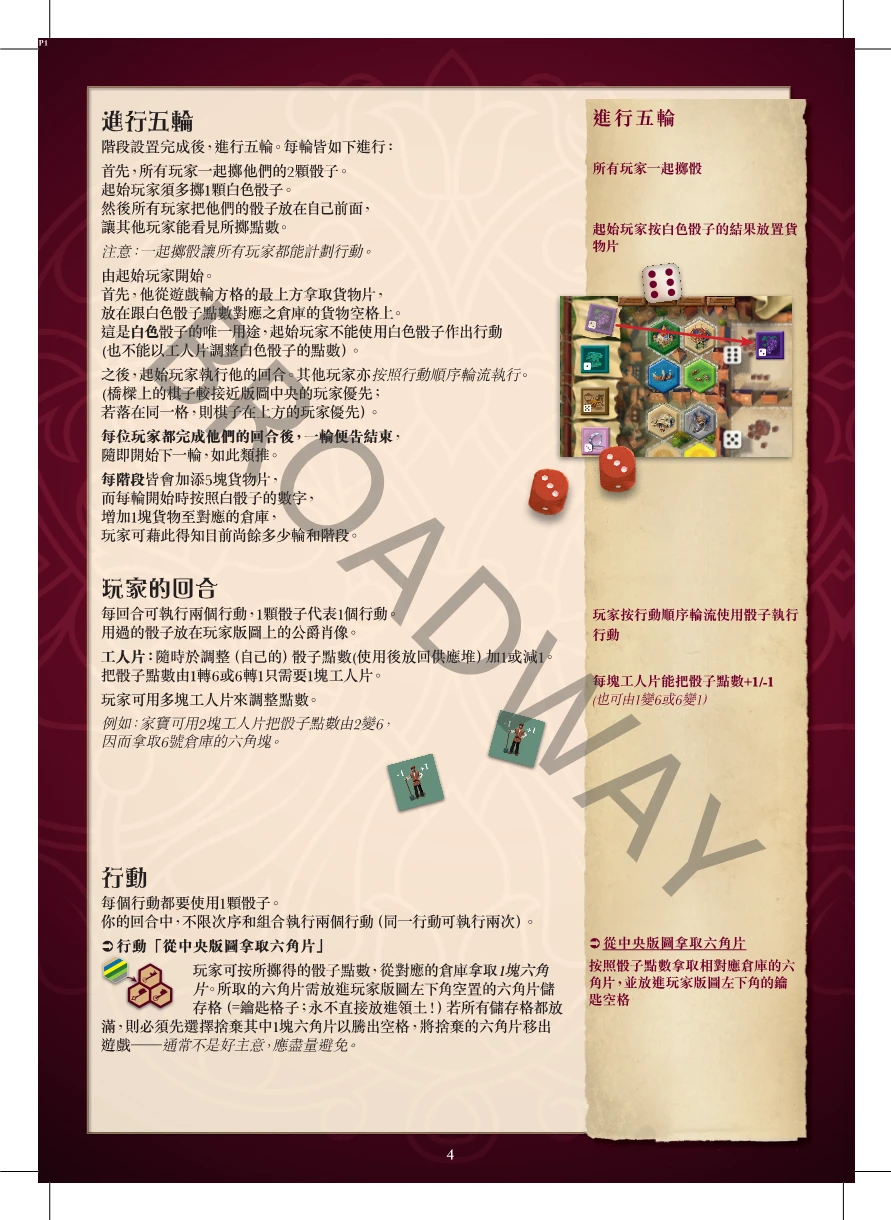 P1
進行五輪
階段設置完成後，進行五輪。每輪皆如下進行：
首先，所有玩家一起擲他們的2顆骰子。
起始玩家須多擲1顆白色骰子。
然後所有玩家把他們的骰子放在自己前面，
讓其他玩家能看見所擲點數。
注意：一起擲骰讓所有玩家都能計劃行動。
由起始玩家開始。
首先，他從遊戲輪方格的最上方拿取貨物片，
放在跟白色骰子點數對應之倉庫的貨物空格上。
這是白色骰子的唯一用途，起始玩家不能使用白色骰子作出行動
(也不能以工人片調整白色骰子的點數）。
之後，起始玩家執行他的回合。其他玩家亦按照行動順序輪流執行。
(橋樑上的棋子較接近版圖中央的玩家優先；
若落在同一格，則棋子在上方的玩家優先）。
每位玩家都完成他們的回合後，一輪便告結束，
隨即開始下一輪，如此類推。
每階段皆會加添5塊貨物片，
而每輪開始時按照白骰子的數字，
增加1塊貨物至對應的倉庫，
玩家可藉此得知目前尚餘多少輪和階段。
玩家的回合
每回合可執行兩個行動，1顆骰子代表1個行動。
用過的骰子放在玩家版圖上的公爵肖像。
工人片：隨時於調整（自己的）骰子點數(使用後放回供應堆）加1或減1。
把骰子點數由1轉6或6轉1只需要1塊工人片。
玩家可用多塊工人片來調整點數。
例如：家寶可用2塊工人片把骰子點數由2變6，
因而拿取6號倉庫的六角塊。
-1 +1
-1 +1
行動
每個行動都要使用1顆骰子。
你的回合中，不限次序和組合執行兩個行動（同一行動可執行兩次）。
➲行動「從中央版圖拿取六角片」
玩家可按所擲得的骰子點數，從對應的倉庫拿取1塊六角
片。所取的六角片需放進玩家版圖左下角空置的六角片儲
存格（=鑰匙格子；永不直接放進領土！）若所有儲存格都放
滿，則必須先選擇捨棄其中1塊六角片以騰出空格，將捨棄的六角片移出
遊戲——通常不是好主意，應盡量避免。
進行五輪
所有玩家一起擲骰
起始玩家按白色骰子的結果放置貨
物片
玩家按行動順序輪流使用骰子執行
行動
每塊工人片能把骰子點數+1/-1
(也可由1變6或6變1）
➲從中央版圖拿取六角片
按照骰子點數拿取相對應倉庫的六
角片，並放進玩家版圖左下角的鑰
匙空格
BROADWAY
4